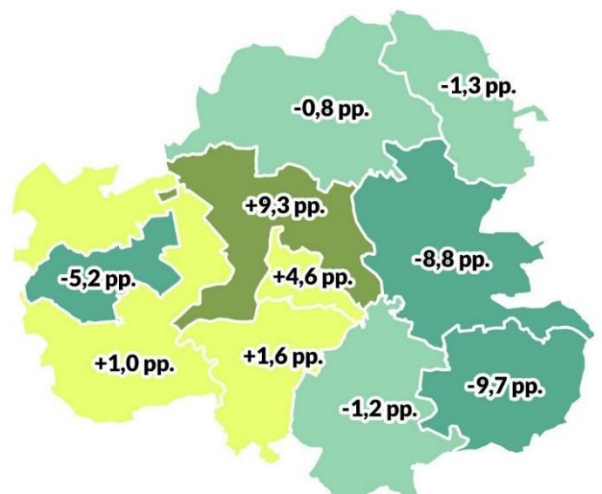 -1,3 pp.
-0,8 pp.
+9,3 pp.
-8,8 pp.
-5,2 pp.
+4,6 pp.
+1,0 pp.
+1,6 pp.
-9,7 pp.
-1,2 pp.